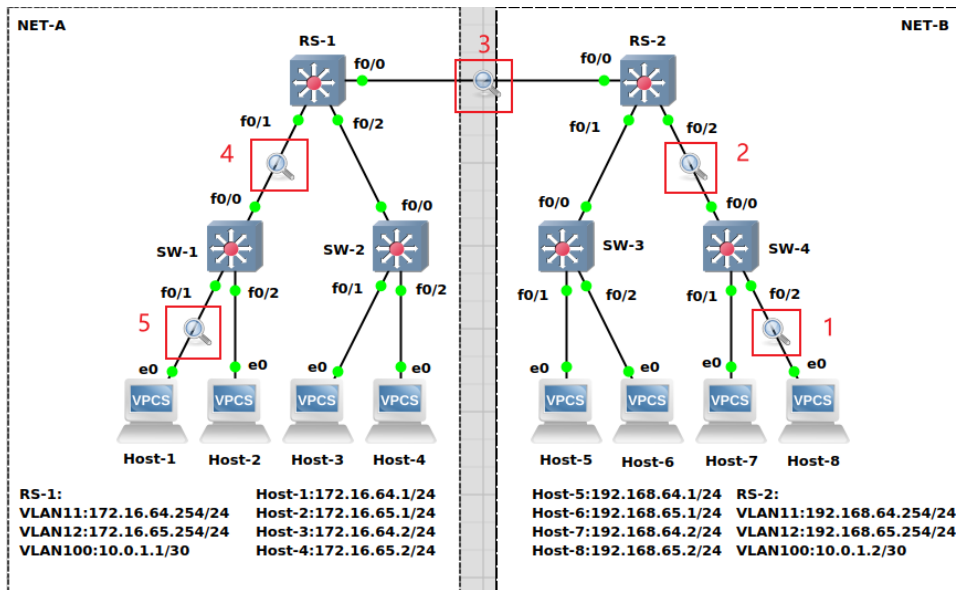 NET-A
NET-B
RS-1
3
RS-2
f0/0
f0/0
f0/1
f0/2
f0/1
f0/2
4
2
f0/0
f0/0
f0/0
f0/0
SW-1
SW-2
SW-3
SW-4
f0/1
f0/2
f0/1
f0/2
f0/1
f0/2
f0/1
f0/2
5
1
e0
e0
e0
e0
e0
e0
e0
e0
VPCS
VPCS
VPCS
VPCS
VPCS
VPCS
VPCS
VPCS
Host-1
Host-2
Host-3
Host-4
Host-5
Host-6
Host-7
Host-8
RS-1:
VLAN11:172.16.64.254/24
VLAN12:172.16.65.254/24
VLAN100:10.0.1.1/30
Host-1:172.16.64.1/24
Host-2:172.16.65.1/24
Host-3:172.16.64.2/24
Host-4:172.16.65.2/24
Host-5:192.168.64.1/24
Host-6:192.168.65.1/24
Host-7:192.168.64.2/24
Host-8:192.168.65.2/24
RS-2:
VLAN11:192.168.64.254/24
VLAN12:192.168.65.254/24
VLAN100:10.0.1.2/30